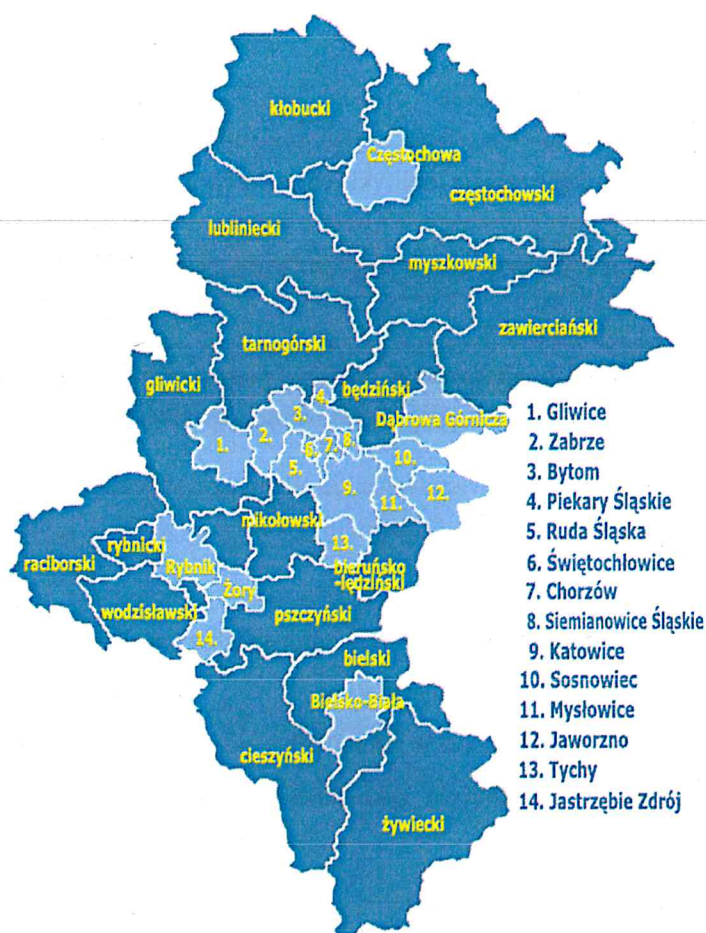 kłobucki
Częstochowa
częstochowski
lubliniecki
myszkowski
zawierciański
tarnogórski
gliwicki
będziński
Dąbrowa Górnicza
4.
3.
1.
2.
6.
7.
8.
5.
10.
9.
11.
12.
mikołowski
13.
rybnicki
raciborski
Rybnik
bieruńsko
-lędziński
Żory
wodzisławski
pszczyński
14.
bielski
Bielsko-Biała
cieszyński
żywiecki
1. Gliwice
2. Zabrze
3. Bytom
4. Piekary Śląskie
5. Ruda Śląska
6. Świętochłowice
7. Chorzów
8. Siemianowice Śląskie
9. Katowice
10. Sosnowiec
11. Mysłowice
12. Jaworzno
13. Tychy
14. Jastrzębie Zdrój